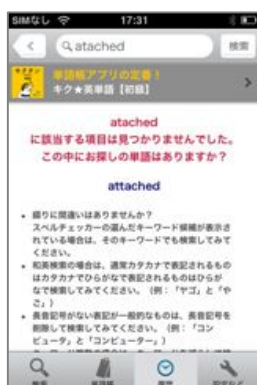 SIMなし 17:31
atached 検索
単語帳アプリの定番！
キク★英単語【初級】
atached
に該当する項目は見つかりませんでした。
この中にお探しの単語はありますか？
attached
• 綴りに間違いはありませんか？
スペルチェッカーの選んだキーワード候補が表示さ
れている場合は、そのキーワードでも検索してみて
ください。
• 和英検索の場合は、通常カタカナで表記されるもの
はカタカナでひらがなで表記されるものはひらが
なで検索してみてください。（例：「ヤゴ」と「や
ご」）
• 長音記号がない表記が一般的なものは、長音記号を
削除して検索してみてください。（例：「コン
ピュータ」と「コンピューター」）